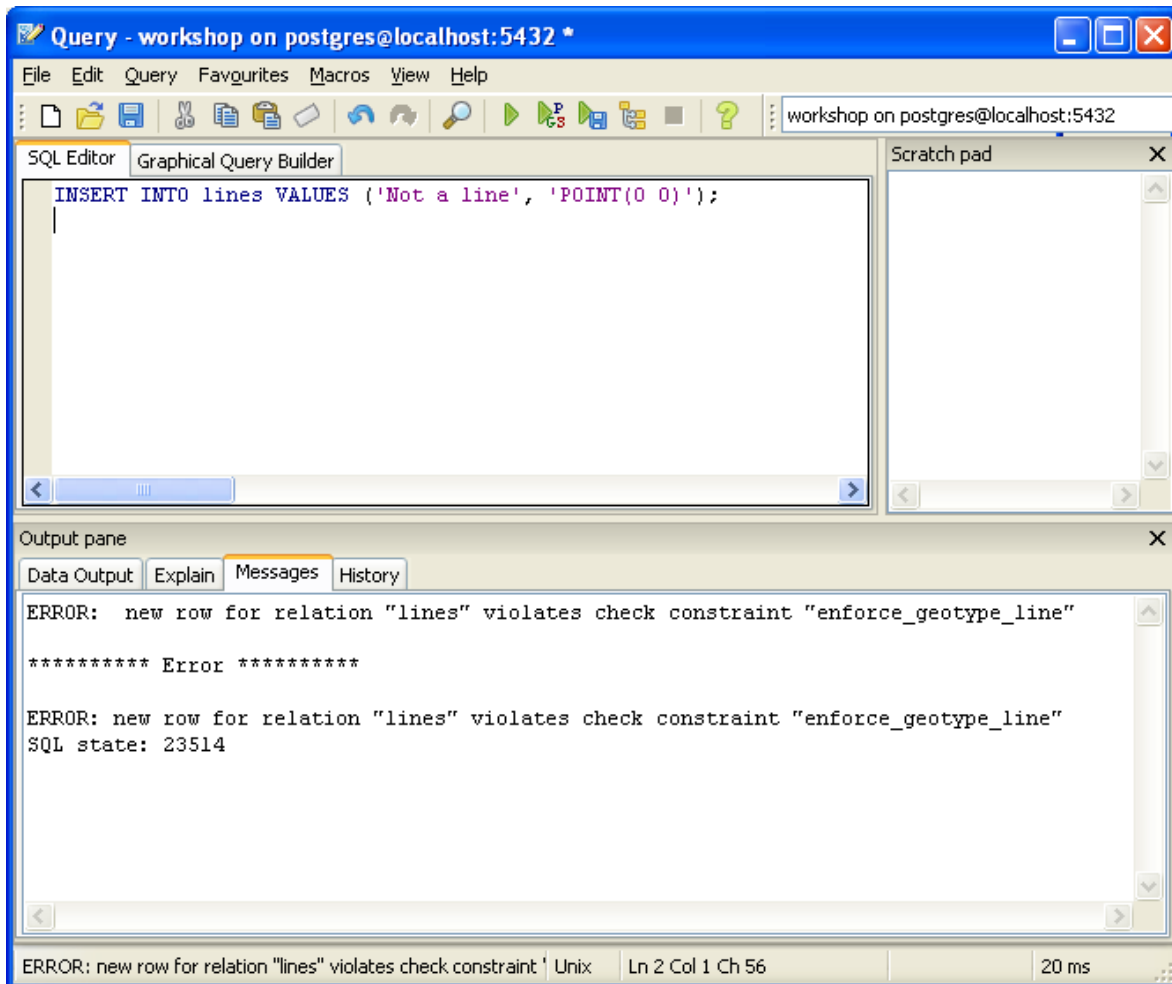 Query - workshop on postgres@localhost:5432 *
File Edit Query Favourites Macros View Help
workshop on postgres@localhost:5432
SQL Editor
Graphical Query Builder
Scratch pad
INSERT INTO lines VALUES ('Not a line', 'POINT(0 0)');
Output pane
Data Output Explain Messages History
ERROR:  new row for relation "lines" violates check constraint "enforce_geotype_line"
********** Error **********
ERROR: new row for relation "lines" violates check constraint "enforce_geotype_line"
SQL state: 23514
ERROR: new row for relation "lines" violates check constraint ' Unix Ln 2 Col 1 Ch 56 20 ms